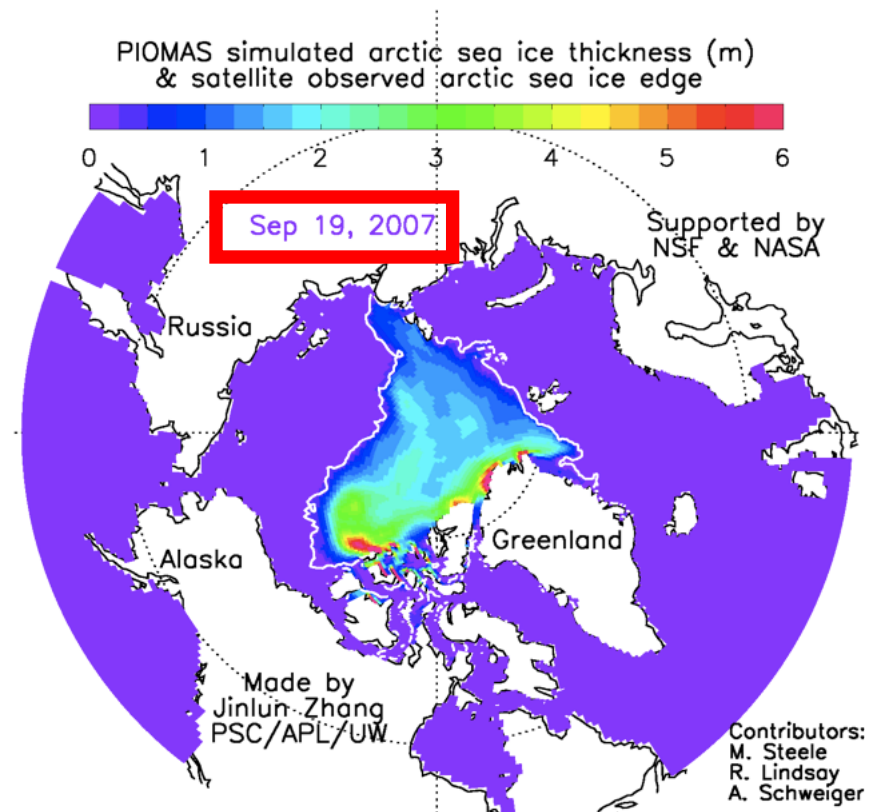 PIOMAS simulated arctic sea ice thickness (m)
& satellite observed arctic sea ice edge
0 1 2 3 4 5 6
Sep 19, 2007
Supported by
NSF & NASA
Russia
Alaska
Greenland
Made by
Jinlun Zhang
PSC/APL/UW
Contributors:
M. Steele
R. Lindsay
A. Schweiger